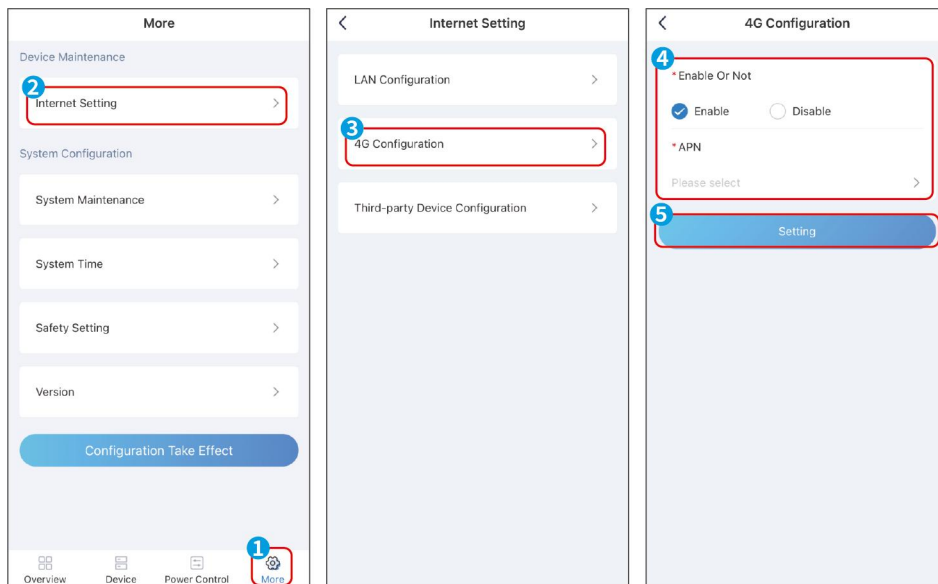 More
Device Maintenance
2
Internet Setting
System Configuration
System Maintenance
System Time
Safety Setting
Version
Configuration Take Effect
1
Overview
Device
Power Control
More
Internet Setting
LAN Configuration
3
4G Configuration
Third-party Device Configuration
4G Configuration
4
*Enable Or Not
Enable
Disable
*APN
Please select
5
Setting